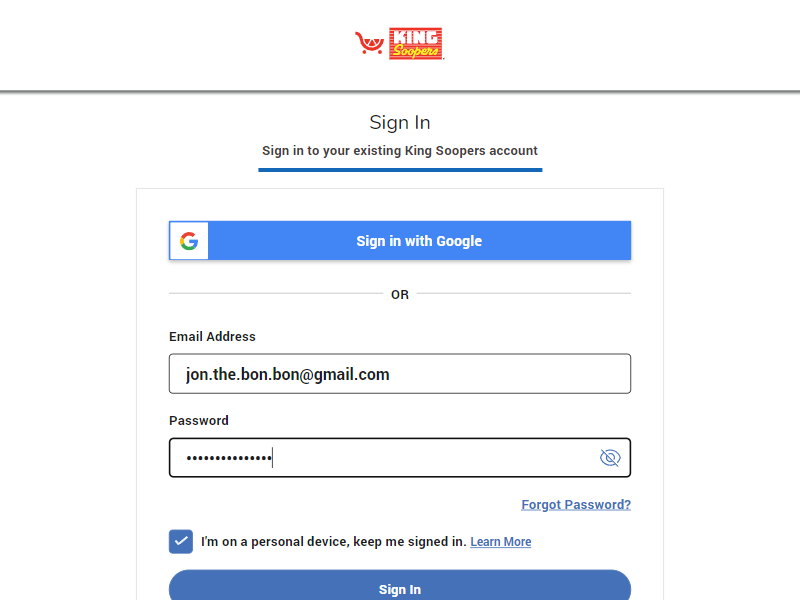 KING
Soopers
Sign In
Sign in to your existing King Soopers account
Sign in with Google
OR
Email Address
jon.the.bon.bon@gmail.com
Password
•••••••••••••••
Forgot Password?
I'm on a personal device, keep me signed in. Learn More
Sign In